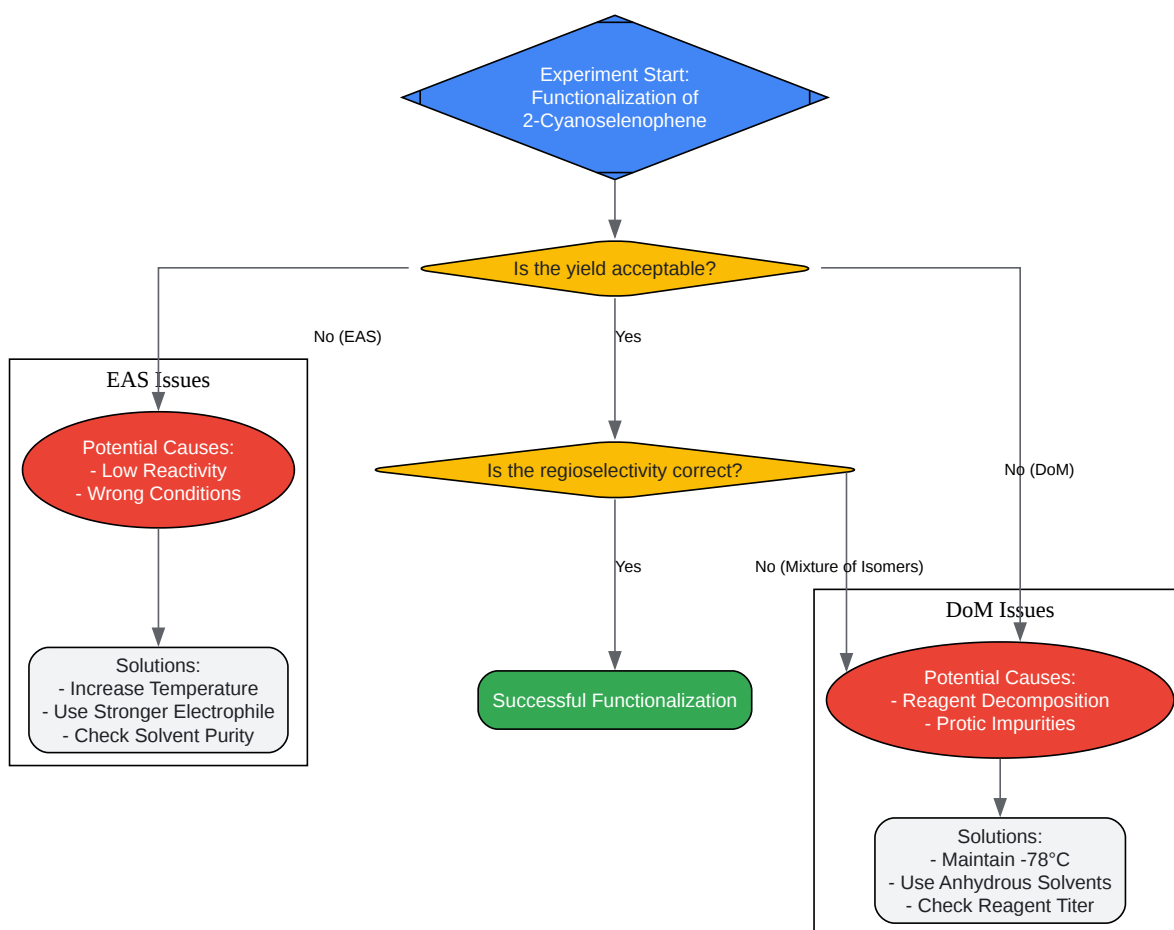 Experiment Start:
Functionalization of
2-Cyanoselenophene
Is the yield acceptable?
No (EAS)
Yes
EAS Issues
Potential Causes:
- Low Reactivity
- Wrong Conditions
Is the regioselectivity correct?
No (DoM)
Yes
No (Mixture of Isomers)
DoM Issues
Solutions:
- Increase Temperature
- Use Stronger Electrophile
- Check Solvent Purity
Successful Functionalization
Potential Causes:
- Reagent Decomposition
- Protic Impurities
Solutions:
- Maintain -78°C
- Use Anhydrous Solvents
- Check Reagent Titer